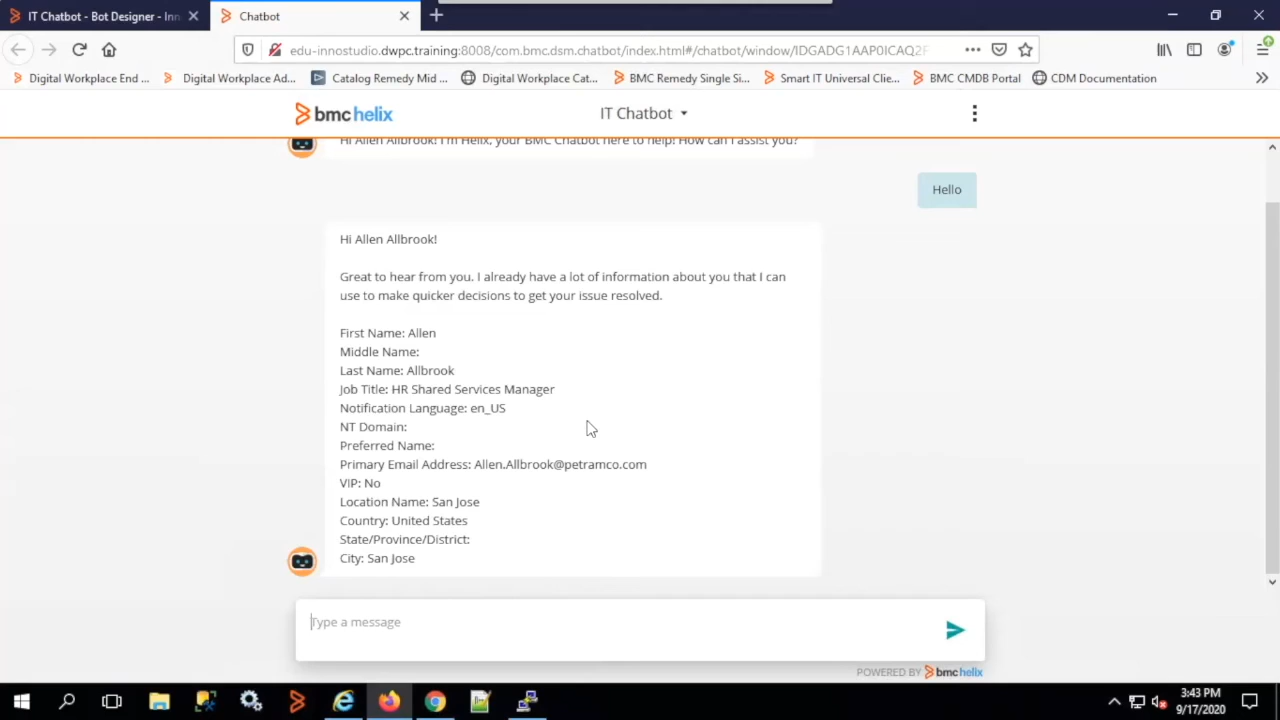 IT Chatbot - Bot Designer - Inn
Chatbot
edu-innostudio.dwpc.training:8008/com.bmc.dsm.chatbot/index.html#/chatbot/window/IDGADG1AAP0ICAQ2P
Digital Workplace End ...
Digital Workplace Ad...
Catalog Remedy Mid ...
Digital Workplace Cat...
BMC Remedy Single Si...
Smart IT Universal Clie...
BMC CMDB Portal
CDM Documentation
bmc helix
IT Chatbot
Hi Allen Allbrook! I'm Helix, your BMC Chatbot here to help! How can I assist you?
Hello
Hi Allen Allbrook!
Great to hear from you. I already have a lot of information about you that I can
use to make quicker decisions to get your issue resolved.
First Name: Allen
Middle Name:
Last Name: Allbrook
Job Title: HR Shared Services Manager
Notification Language: en_US
NT Domain:
Preferred Name:
Primary Email Address: Allen.Allbrook@petramco.com
VIP: No
Location Name: San Jose
Country: United States
State/Province/District:
City: San Jose
Type a message
POWERED BY bmc helix
3:43 PM
9/17/2020